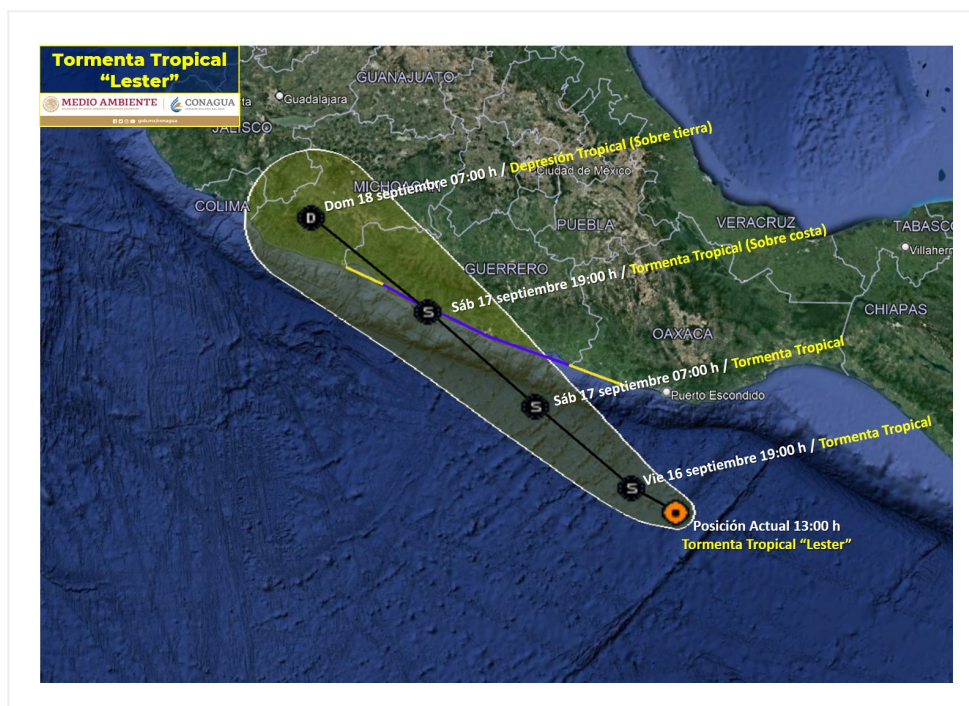 Tormenta Tropical
“Lester”
MEDIO AMBIENTE
CONAGUA
gob.mx/conagua
GUANAJUATO
Guadalajara
JALISCO
Depresión Tropical (Sobre tierra)
Dom 18 septiembre 07:00 h /
Ciudad de México
MICHOACÁN
COLIMA
PUEBLA
VERACRUZ
TABASCO
Villaherm
GUERRERO
Sáb 17 septiembre 19:00 h / Tormenta Tropical (Sobre costa)
D
S
CHIAPAS
OAXACA
Sáb 17 septiembre 07:00 h / Tormenta Tropical
Puerto Escondido
S
Vie 16 septiembre 19:00 h / Tormenta Tropical
S
Posición Actual 13:00 h
Tormenta Tropical “Lester”